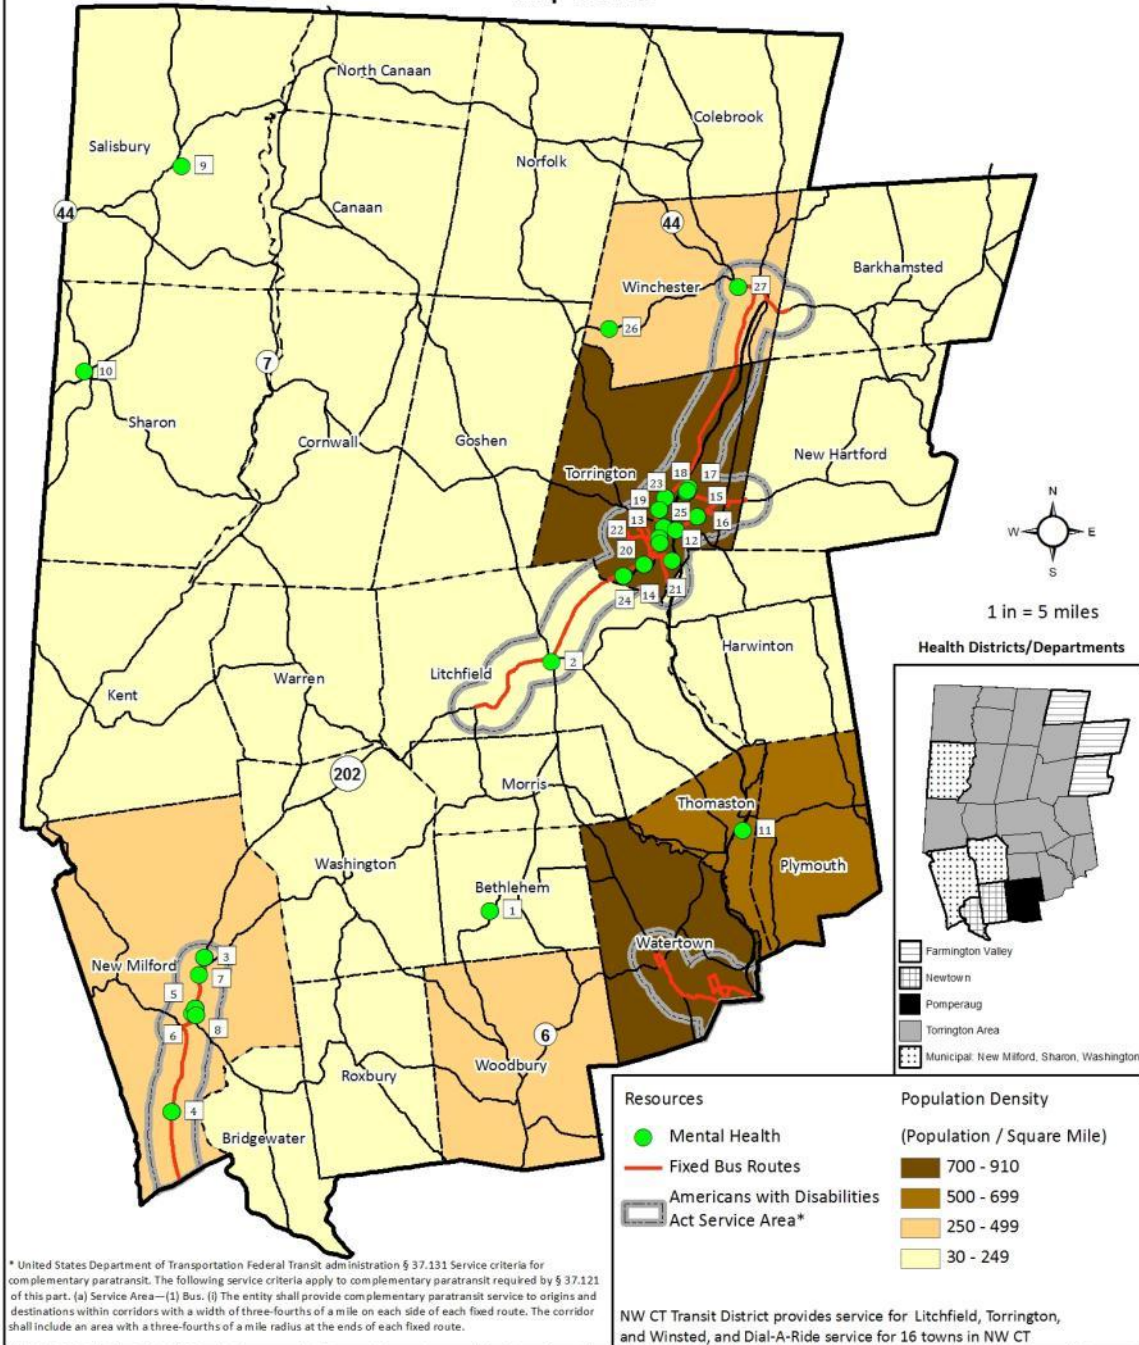 North Canaan
Colebrook
Salisbury
9
Norfolk
Canaan
44
44
Barkhamsted
Winchester
27
26
7
10
Sharon
Cornwall
Goshen
New Hartford
Torrington
18
17
23
15
19
25
13
16
22
12
20
21
14
24
N
W
E
S
1 in = 5 miles
Health Districts/Departments
Harwinton
2
Litchfield
Warren
Kent
202
Morris
Thomaston
11
Washington
Plymouth
Bethlehem
1
Watertown
New Milford
3
7
5
6
8
6
Woodbury
Roxbury
4
Bridgewater
Farmington Valley
Newtown
Pomperaug
Torrington Area
Municipal: New Milford, Sharon, Washington
Resources
Mental Health
Fixed Bus Routes
Americans with Disabilities
Act Service Area*
Population Density
(Population / Square Mile)
700 - 910
500 - 699
250 - 499
30 - 249
NW CT Transit District provides service for Litchfield, Torrington,
and Winsted, and Dial-A-Ride service for 16 towns in NW CT
* United States Department of Transportation Federal Transit administration § 37.131 Service criteria for
complementary paratransit. The following service criteria apply to complementary paratransit required by § 37.121
of this part. (a) Service Area—(1) Bus. (i) The entity shall provide complementary paratransit service to origins and
destinations within corridors with a width of three-fourths of a mile on each side of each fixed route. The corridor
shall include an area with a three-fourths of a mile radius at the ends of each fixed route.